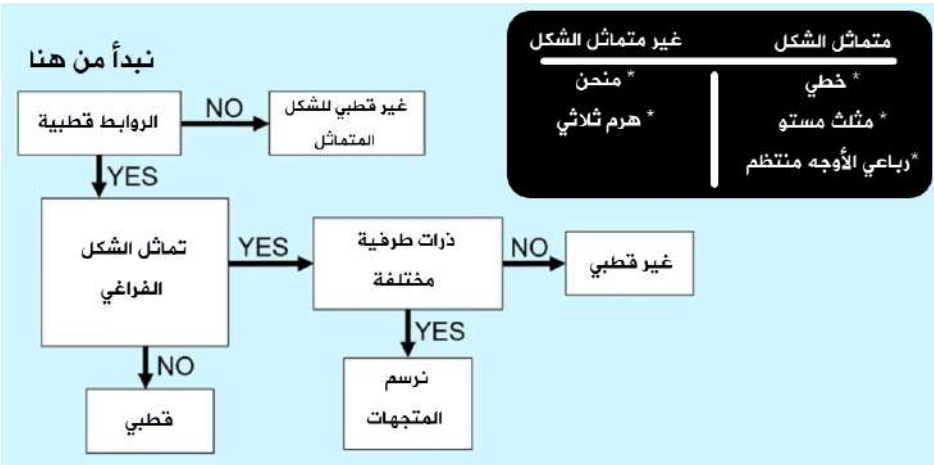 نبدأ من هنا
الروابط قطبية
NO
غير قطبي للشكل
المتماثل
YES
تماثل الشكل
الفراغي
YES
ذرات طرفية
مختلفة
NO
غير قطبي
YES
نرسم
المتجهات
NO
قطبي
متماثل الشكل
غير متماثل الشكل
* خطي
* مثلث مستو
*رباعي الأوجه منتظم
* منحن
* هرم ثلاثي